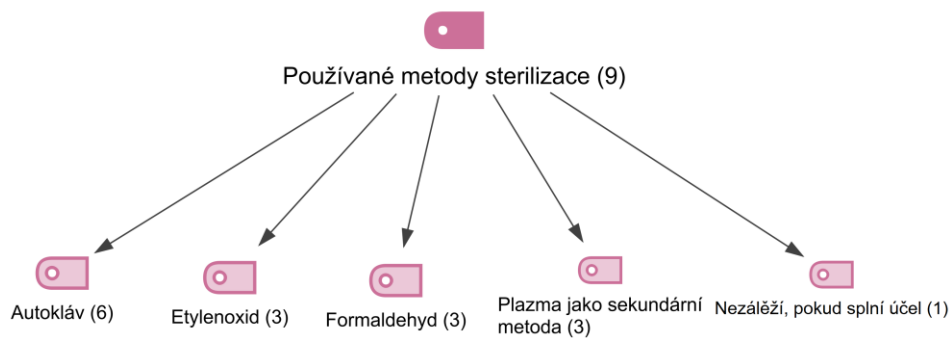 Používané metody sterilizace (9)
Autokláv (6)
Etylenoxid (3)
Formaldehyd (3)
Plazma jako sekundární
metoda (3)
Nezálěží, pokud splní účel (1)